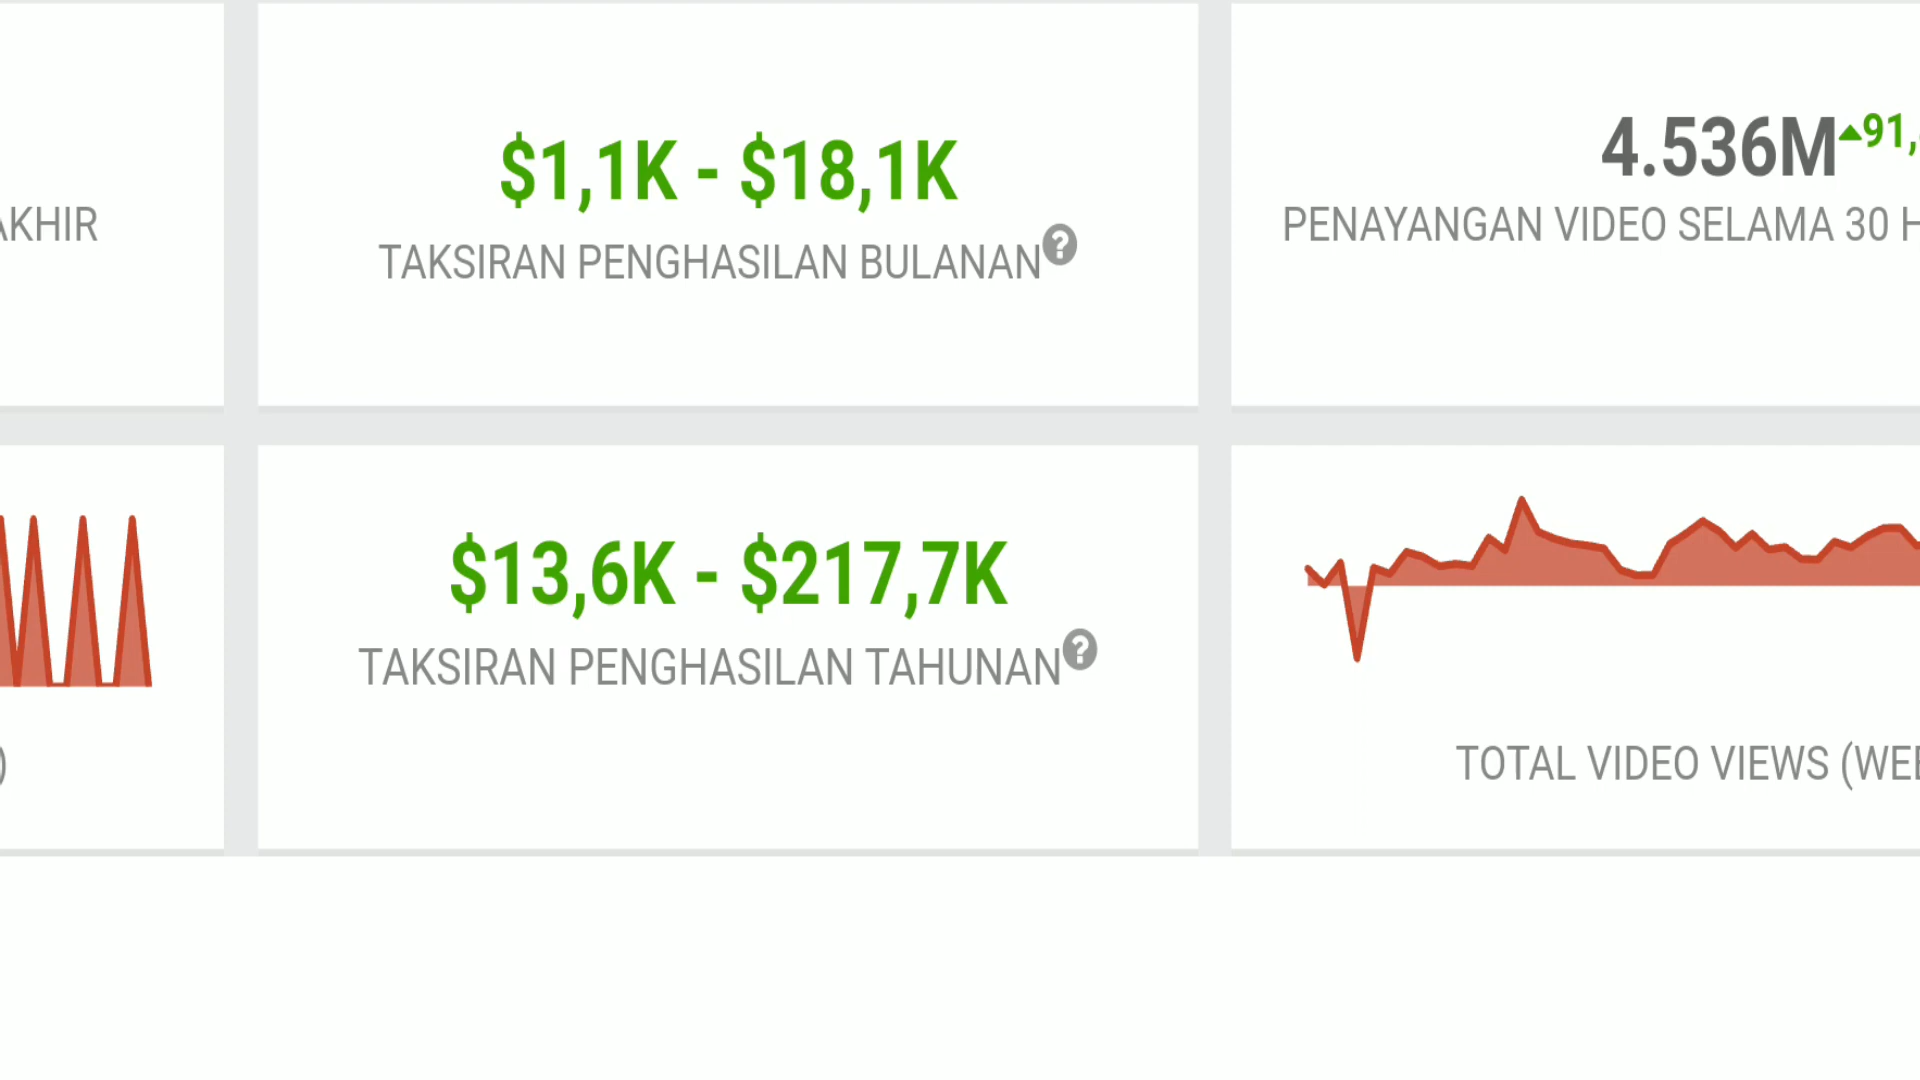 $1,1K - $18,1K
TAKSIRAN PENGHASILAN BULANAN?
4.536M
PENAYANGAN VIDEO SELAMA 30
$13,6K - $217,7K
TAKSIRAN PENGHASILAN TAHUNAN?
TOTAL VIDEO VIEWS